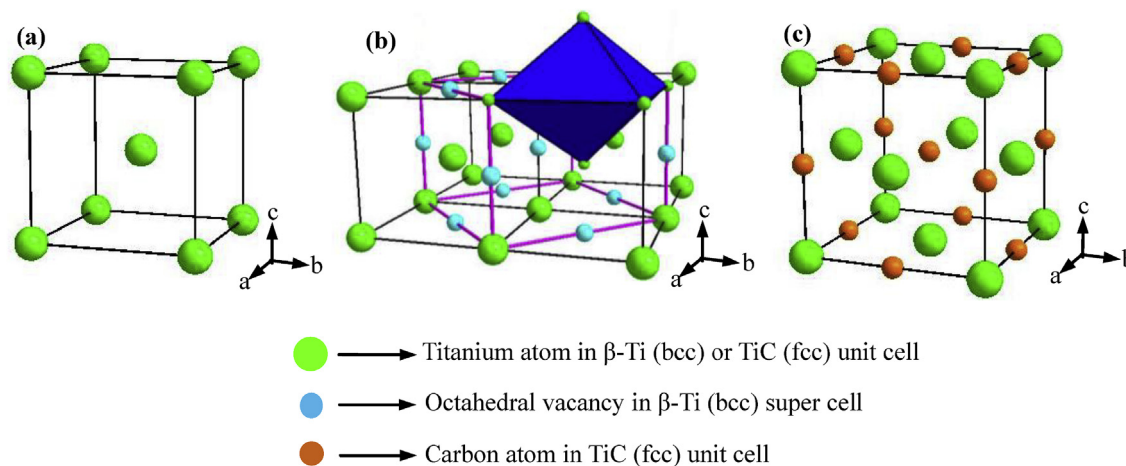 (a)
(b)
(c)
c
b
a
c
b
a
c
b
a
Titanium atom in β-Ti (bcc) or TiC (fcc) unit cell
Octahedral vacancy in β-Ti (bcc) super cell
Carbon atom in TiC (fcc) unit cell